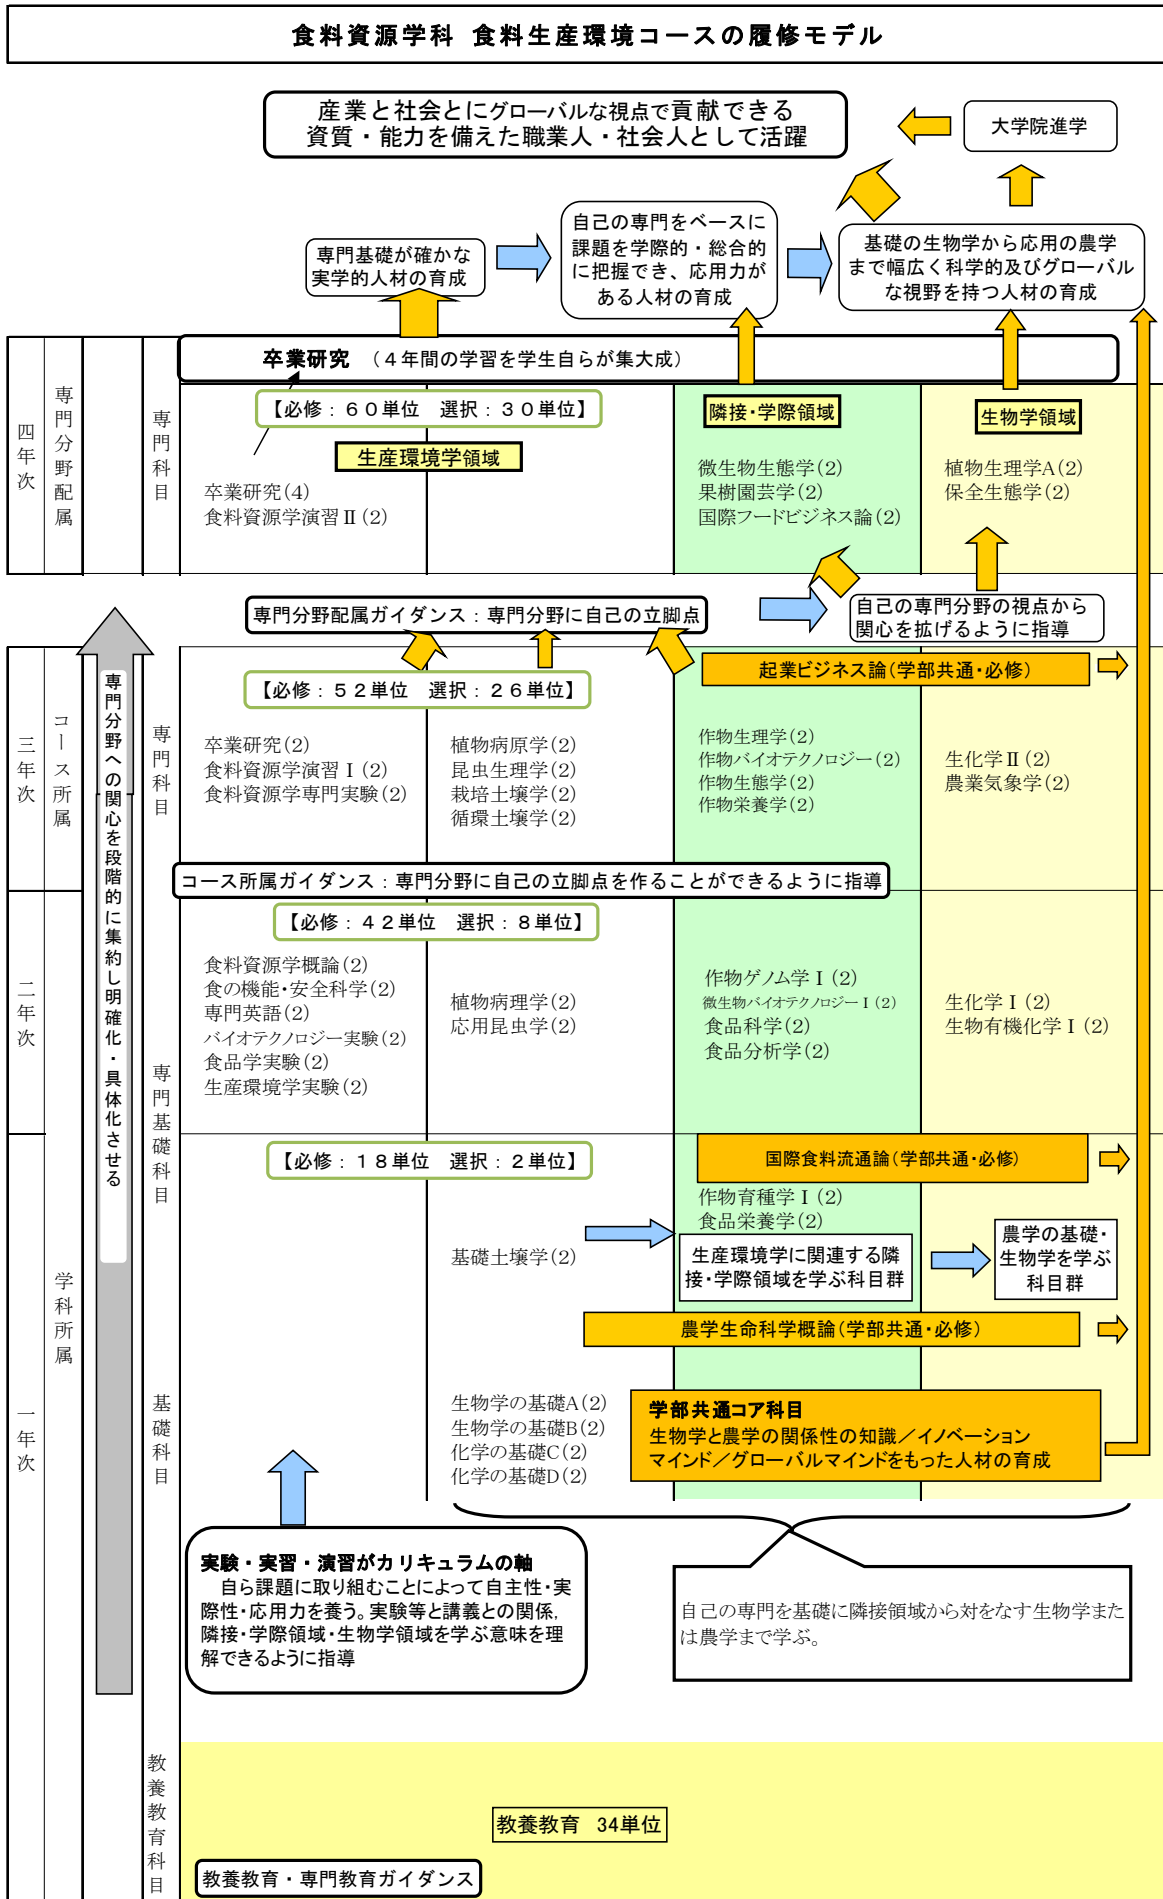 食料資源学科 食料生産環境コースの履修モデル
産業と社会とにグローバルな視点で貢献できる
資質・能力を備えた職業人・社会人として活躍
大学院進学
専門基礎が確かな
実学的人材の育成
自己の専門をベースに
課題を学際的・総合的
に把握でき、応用力が
ある人材の育成
基礎の生物学から応用の農学
まで幅広く科学的及びグローバル
な視野を持つ人材の育成
四年次
専門分野配属
専門科目
卒業研究 （４年間の学習を学生自らが集大成）
【必修：６０単位 選択：３０単位】
生産環境学領域
隣接・学際領域
生物学領域
卒業研究(4)
食料資源学演習Ⅱ(2)
微生物生態学(2)
果樹園芸学(2)
国際フードビジネス論(2)
植物生理学A(2)
保全生態学(2)
専門分野配属ガイダンス：専門分野に自己の立脚点
自己の専門分野の視点から
関心を拡げるように指導
専門分野への関心を段階的に集約し明確化・具体化させる
三年次
コース所属
専門科目
【必修：５２単位 選択：２６単位】
起業ビジネス論(学部共通・必修)
卒業研究(2)
食料資源学演習Ⅰ(2)
食料資源学専門実験(2)
植物病原学(2)
昆虫生理学(2)
栽培土壌学(2)
循環土壌学(2)
作物生理学(2)
作物バイオテクノロジー(2)
作物生態学(2)
作物栄養学(2)
生化学Ⅱ(2)
農業気象学(2)
コース所属ガイダンス：専門分野に自己の立脚点を作ることができるように指導
二年次
【必修：４２単位 選択：８単位】
食料資源学概論(2)
食の機能・安全科学(2)
専門英語(2)
バイオテクノロジー実験(2)
食品学実験(2)
生産環境学実験(2)
植物病理学(2)
応用昆虫学(2)
作物ゲノム学Ⅰ(2)
微生物バイオテクノロジーⅠ(2)
食品科学(2)
食品分析学(2)
生化学Ⅰ(2)
生物有機化学Ⅰ(2)
専門基礎科目
【必修：１８単位 選択：２単位】
国際食料流通論(学部共通・必修)
作物育種学Ⅰ(2)
食品栄養学(2)
基礎土壌学(2)
生産環境学に関連する隣
接・学際領域を学ぶ科目群
農学の基礎・
生物学を学ぶ
科目群
学科所属
農学生命科学概論(学部共通・必修)
一年次
基礎科目
生物学の基礎A(2)
生物学の基礎B(2)
化学の基礎C(2)
化学の基礎D(2)
学部共通コア科目
生物学と農学の関係性の知識／イノベーション
マインド／グローバルマインドをもった人材の育成
実験・実習・演習がカリキュラムの軸
自ら課題に取り組むことによって自主性・実
際性・応用力を養う。実験等と講義との関係,
隣接・学際領域・生物学領域を学ぶ意味を理
解できるように指導
自己の専門を基礎に隣接領域から対をなす生物学また
は農学まで学ぶ。
教養教育科目
教養教育 34単位
教養教育・専門教育ガイダンス